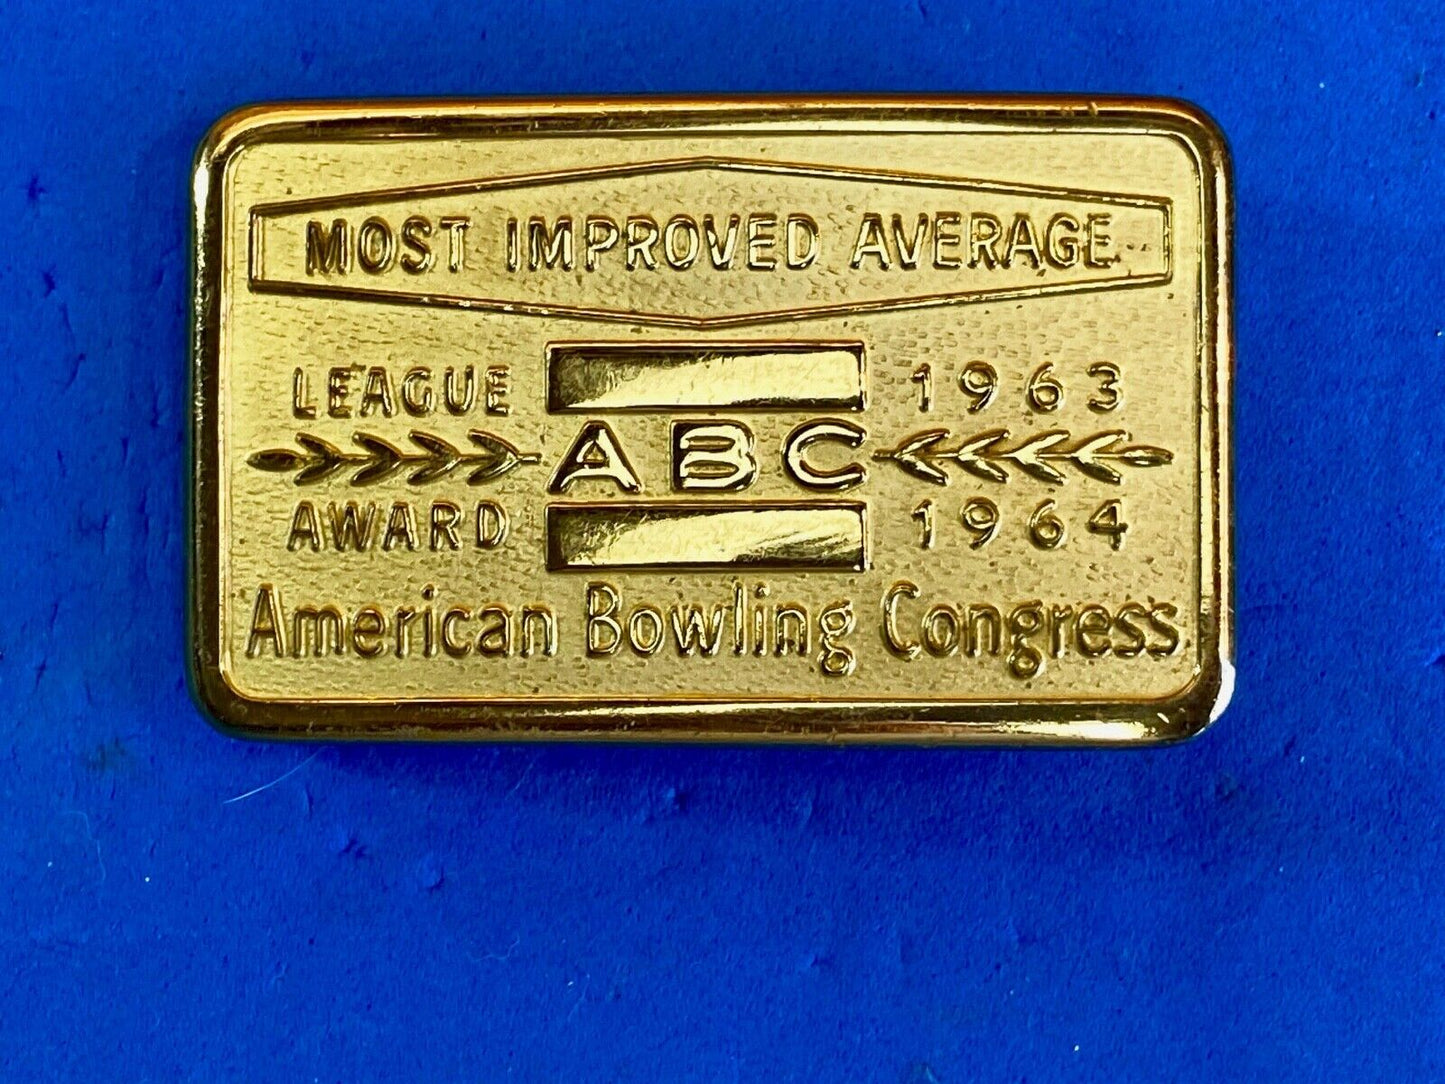 MOST IMPROVED AVERAGE
LEAGUE 1963
ABC
AWARD 1964
American Bowling Congress